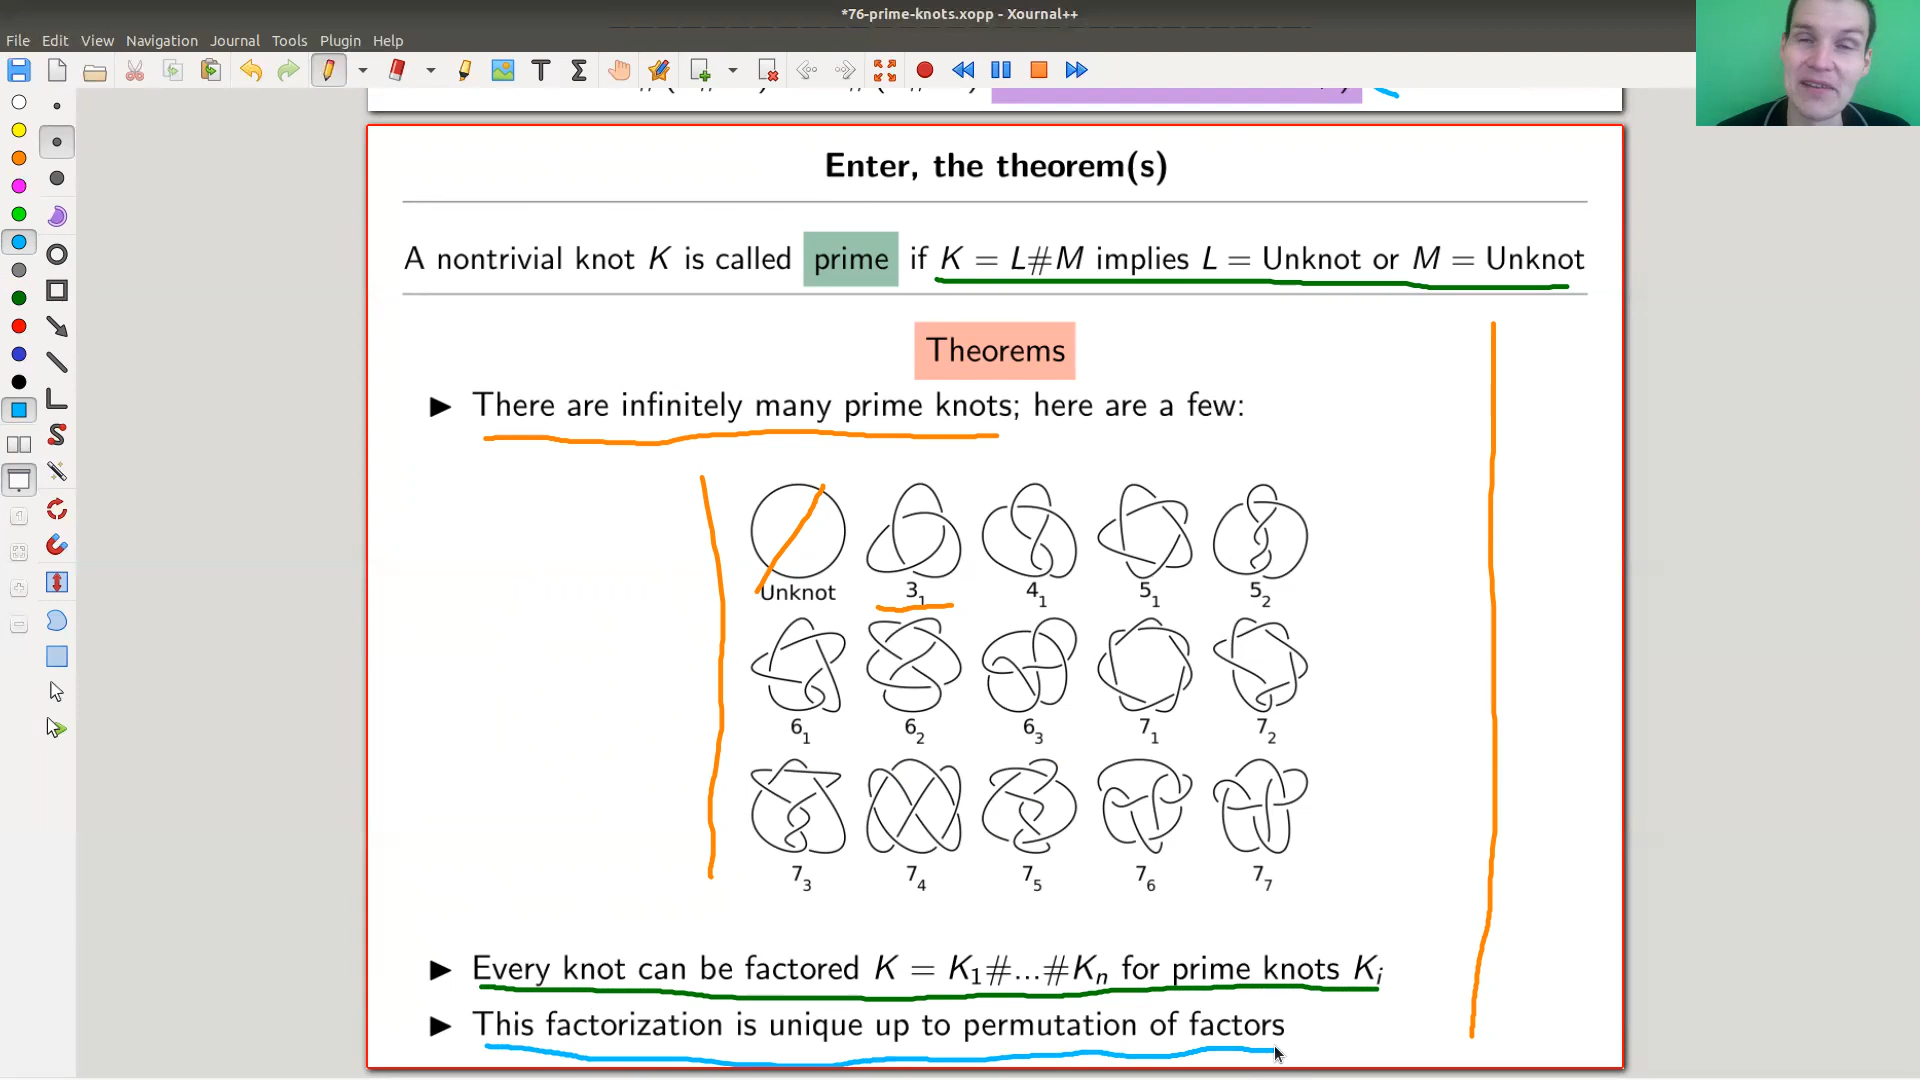 *76-prime-knots.xopp - Xournal++
File Edit View Navigation Journal Tools Plugin Help
Enter, the theorem(s)
A nontrivial knot K is called prime if K = L#M implies L = Unknot or M = Unknot
Theorems
► There are infinitely many prime knots; here are a few:
Unknot 3₁ 4₁ 5₁ 5₂
6₁ 6₂ 6₃ 7₁ 7₂
7₃ 7₄ 7₅ 7₆ 7₇
► Every knot can be factored K = K₁#...#Kₙ for prime knots Kᵢ
► This factorization is unique up to permutation of factors